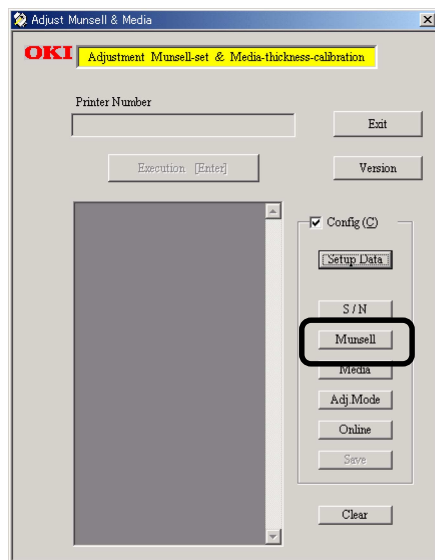 Adjust Munsell & Media
OKI
Adjustment Munsell-set & Media-thickness-calibration
Printer Number
Exit
Execution [Enter]
Version
Config (C)
Setup Data
S / N
Munsell
Media
Adj.Mode
Online
Save
Clear